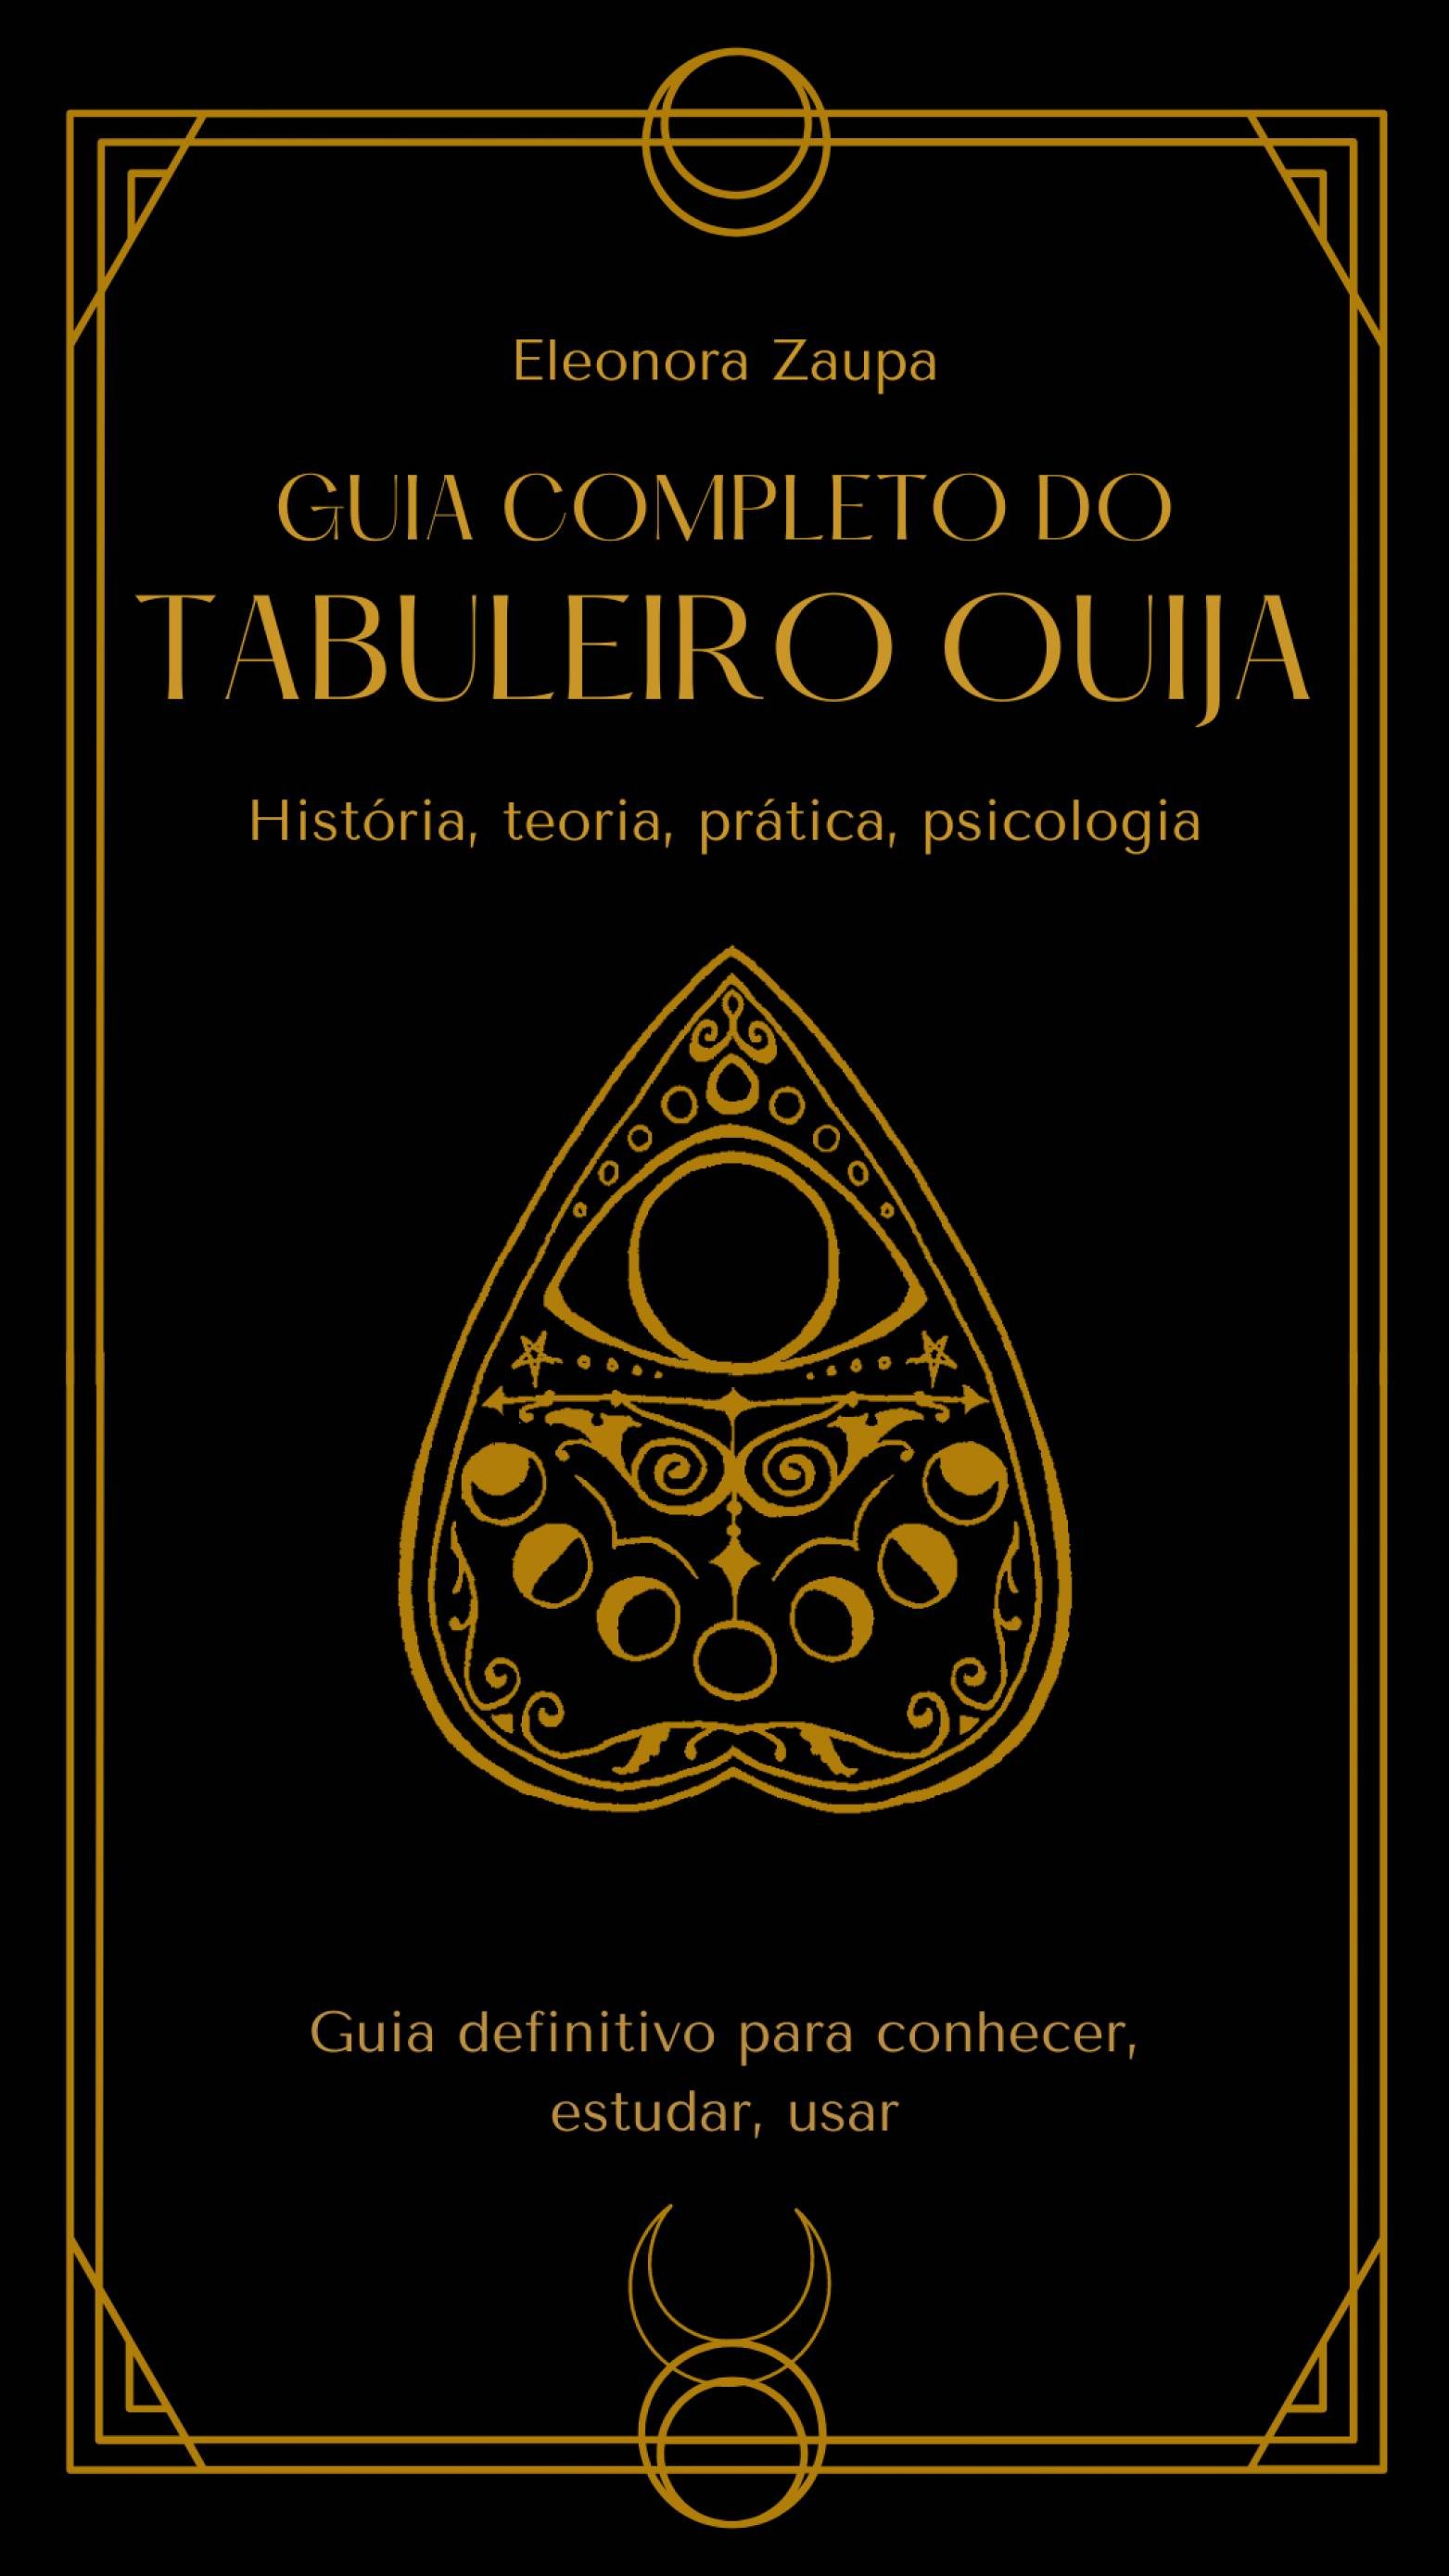 Eleonora Zaupa
GUIA COMPLETO DO
TABULEIRO OUIJA
História, teoria, prática, psicologia
Guia definitivo para conhecer,
estudar, usar